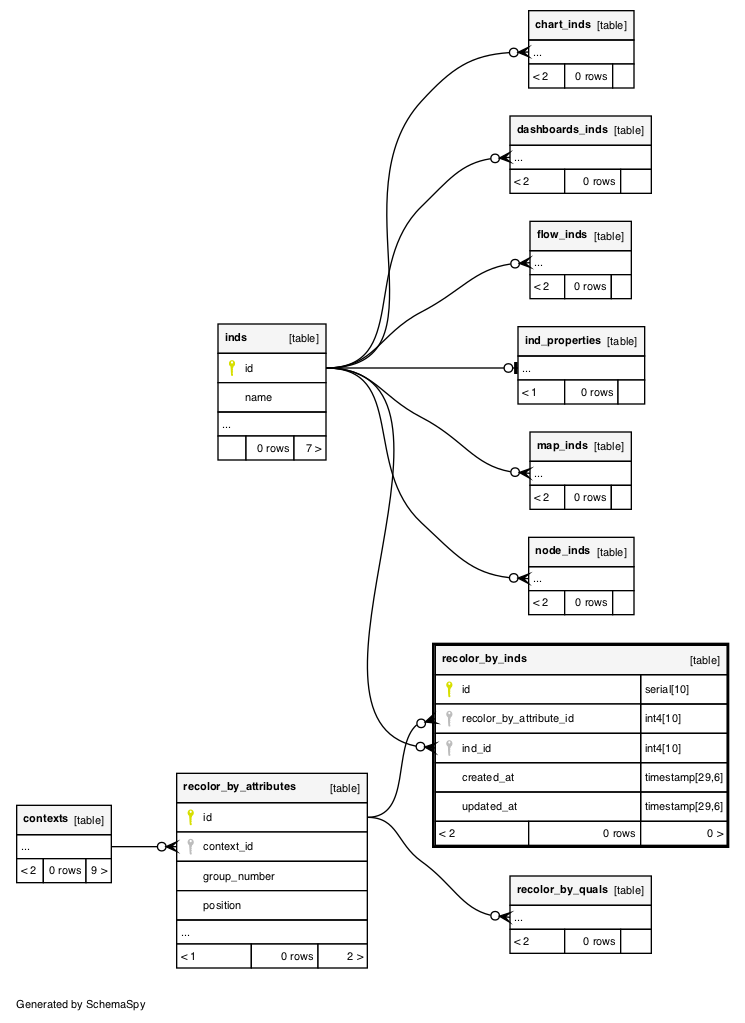 chart_inds [table]
...
< 2 0 rows
dashboards_inds [table]
...
< 2 0 rows
flow_inds [table]
...
< 2 0 rows
inds [table]
id
name
...
0 rows 7 >
ind_properties [table]
...
< 1 0 rows
map_inds [table]
...
< 2 0 rows
node_inds [table]
...
< 2 0 rows
recolor_by_inds [table]
id serial[10]
recolor_by_attribute_id int4[10]
ind_id int4[10]
created_at timestamp[29,6]
updated_at timestamp[29,6]
< 2 0 rows 0 >
recolor_by_attributes [table]
id
context_id
group_number
position
...
< 1 0 rows 2 >
contexts [table]
...
< 2 0 rows 9 >
recolor_by_quals [table]
...
< 2 0 rows
Generated by SchemaSpy